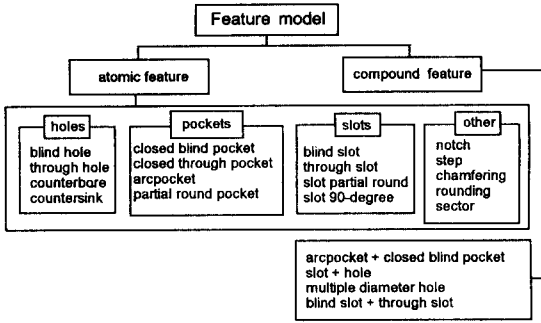 Feature model
atomic feature
compound feature
holes
blind hole
through hole
counterbore
countersink
pockets
closed blind pocket
closed through pocket
arcpocket
partial round pocket
slots
blind slot
through slot
slot partial round
slot 90-degree
other
notch
step
chamfering
rounding
sector
arcpocket + closed blind pocket
slot + hole
multiple diameter hole
blind slot + through slot